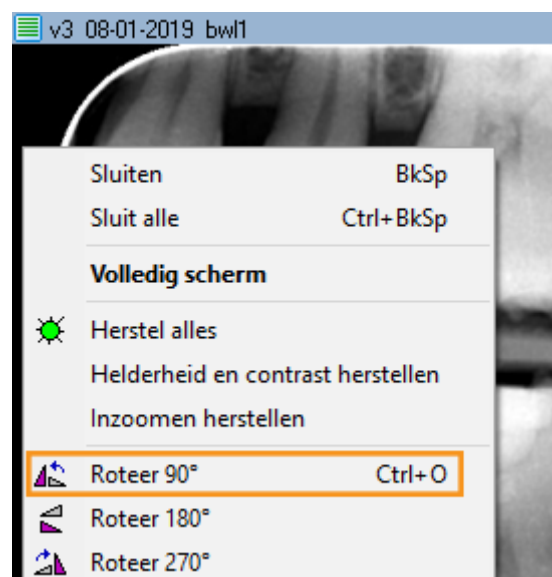 v3 08-01-2019 bwl1
Sluiten BkSp
Sluit alle Ctrl+BkSp
Volledig scherm
Herstel alles
Helderheid en contrast herstellen
Inzoomen herstellen
Roteer 90° Ctrl+O
Roteer 180°
Roteer 270°